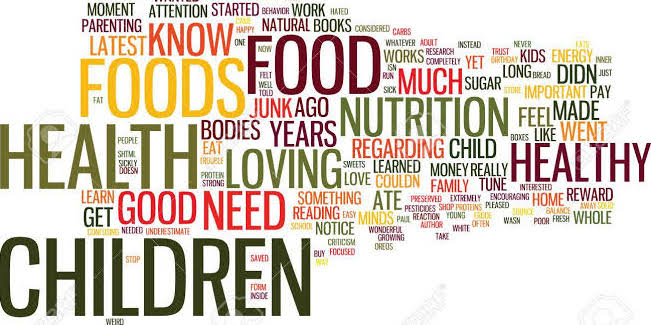 MOMENT ATTENTION STARTED BEHAVIOR WORK HATED
PARENTING CAME HAPPY NATURAL BOOKS CONSIDERED CARBS
LATEST KNOW ONE NOW FOOD WHATEVER ADULT INSTEAD NEVER KIDS ENERGY INNER
WORKS RESEARCH COMPLETELY YET TRUST BIRTHDAY LONG BREAD DIDN
FOODS FELT WELL TOLD MUCH ISN RUN SICK SUGAR STORE IMPORTANT PAY
FAT JUNK AGO NUTRITION FEEL MADE
PEOPLE BODIES YEARS BOXES LIKE WENT
HEALTH EAT TROUBLE REGARDING CHILD HEALTHY
SHTML SICKLY DOESN LOVING SWEETS LEARNED MONEY REALLY
PROTEIN STRONG LOVE COULDN FAMILY TUNE INTERESTED
LEARN GOOD NEED SOMETHING ATE PRESERVED EXTREMELY ENCOURAGING HOME REWARD
GET READING EASY MINDS PESTICIDES SHOP PROTEINS PLEASED AWAY SOLID
CONFUSING NEEDED UNDERESTIMATE SCHOOL NOTICE PAUL REACTION YOUNG WASN POOR FRESH WHOLE
CHILDREN CRITICISM WONDERFUL GROWING AUTHOR TAKE WHITE OFTEN
STOP SAVED BUY WAY FOCUSED OREOS
FORM INSIDE
WEIRD